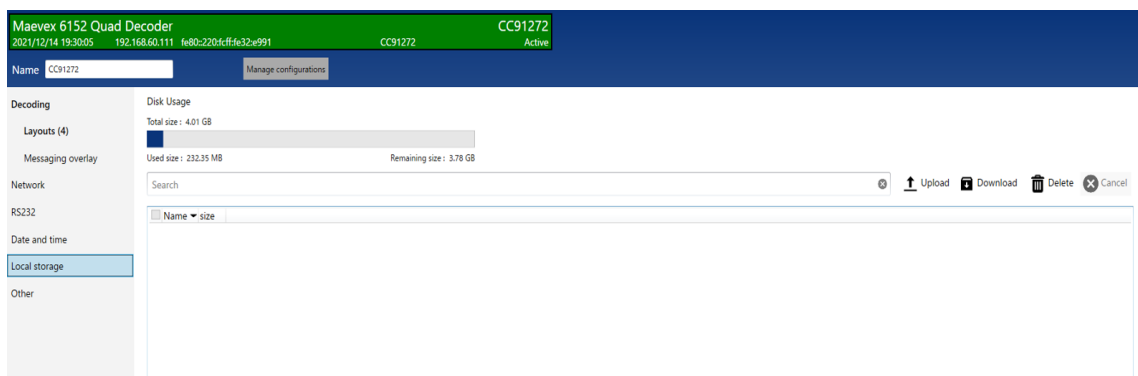 Maevex 6152 Quad Decoder CC91272
2021/12/14 19:30:05 192.168.60.111 fe80::220:fcff:fe32:e991 CC91272 Active
Name CC91272 Manage configurations
Decoding
Layouts (4)
Messaging overlay
Network
RS232
Date and time
Local storage
Other
Disk Usage
Total size : 4.01 GB
Used size : 232.35 MB Remaining size : 3.78 GB
Search Upload Download Delete Cancel
Name size